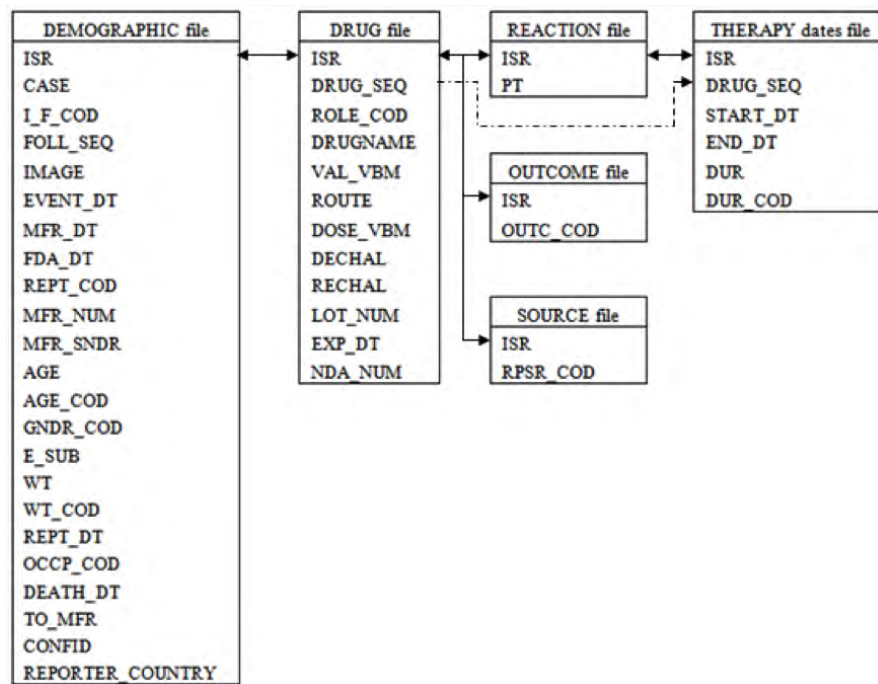 DEMOGRAPHIC file
ISR
CASE
I_F_COD
FOLL_SEQ
IMAGE
EVENT_DT
MFR_DT
FDA_DT
REPT_COD
MFR_NUM
MFR_SNDR
AGE
AGE_COD
GNDR_COD
E_SUB
WT
WT_COD
REPT_DT
OCCP_COD
DEATH_DT
TO_MFR
CONFID
REPORTER_COUNTRY
DRUG file
ISR
DRUG_SEQ
ROLE_COD
DRUGNAME
VAL_VBM
ROUTE
DOSE_VBM
DECHAL
RECHAL
LOT_NUM
EXP_DT
NDA_NUM
REACTION file
ISR
PT
OUTCOME file
ISR
OUTC_COD
SOURCE file
ISR
RPSR_COD
THERAPY dates file
ISR
DRUG_SEQ
START_DT
END_DT
DUR
DUR_COD